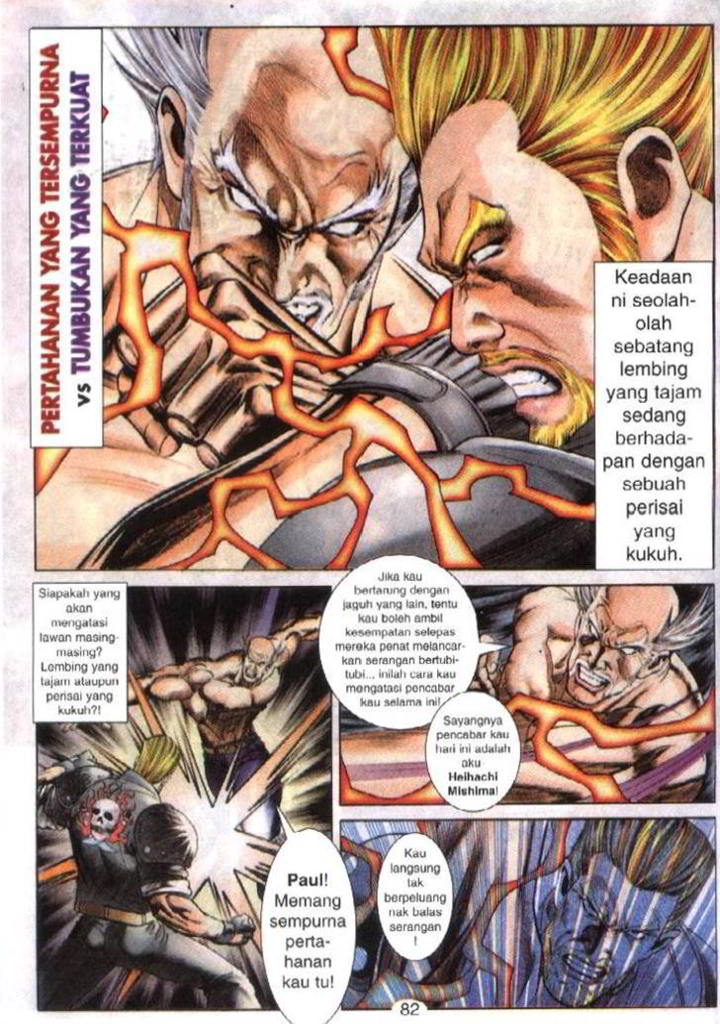 PERTAHANAN YANG TERSEMPURNA
VS TUMBUKAN YANG TERKUAT
Keadaan
ni seolah-
olah
sebatang
lembing
yang tajam
sedang
berhada-
pan dengan
sebuah
perisai
yang
kukuh.
Siapakah yang
akan
mengatasi
lawan masing-
masing?
Lembing yang
tajam ataupun
perisai yang
kukuh?!
Jika kau
bertarung dengan
jaguh yang lain, tentu
kau boleh ambil
kesempatan selepas
mereka penat melancar-
kan serangan bertubi-
tubi... inilah cara kau
mengatasi pencabar
kau selama ini!
Sayangnya
pencabar kau
hari ini adalah
aku
Heihachi
Mishima!
Paul!
Memang
sempurna
perta-
hanan
kau tu!
Kau
langsung
tak
berpeluang
nak balas
serangan
!
82